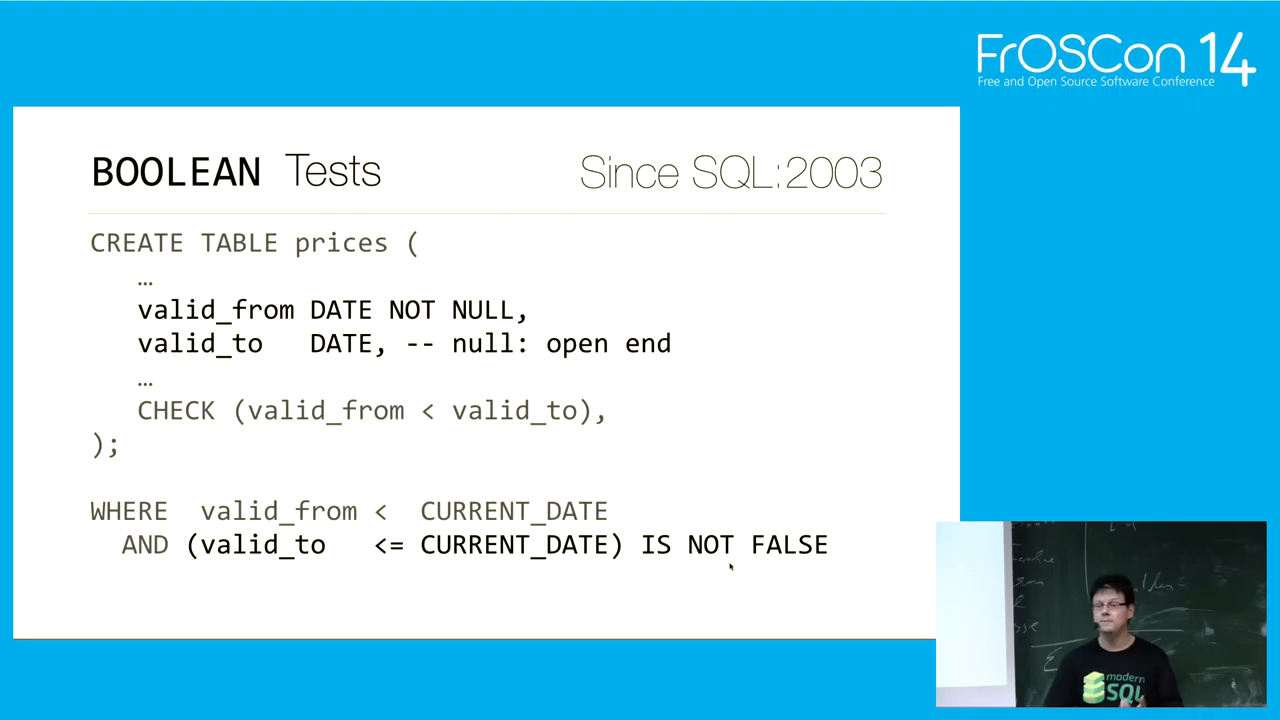 FrOSCon 14
Free and Open Source Software Conference
BOOLEAN Tests
Since SQL:2003
CREATE TABLE prices (
…
valid_from DATE NOT NULL,
valid_to DATE, -- null: open end
…
CHECK (valid_from < valid_to),
);
WHERE valid_from < CURRENT_DATE
AND (valid_to <= CURRENT_DATE) IS NOT FALSE
modern
SQL